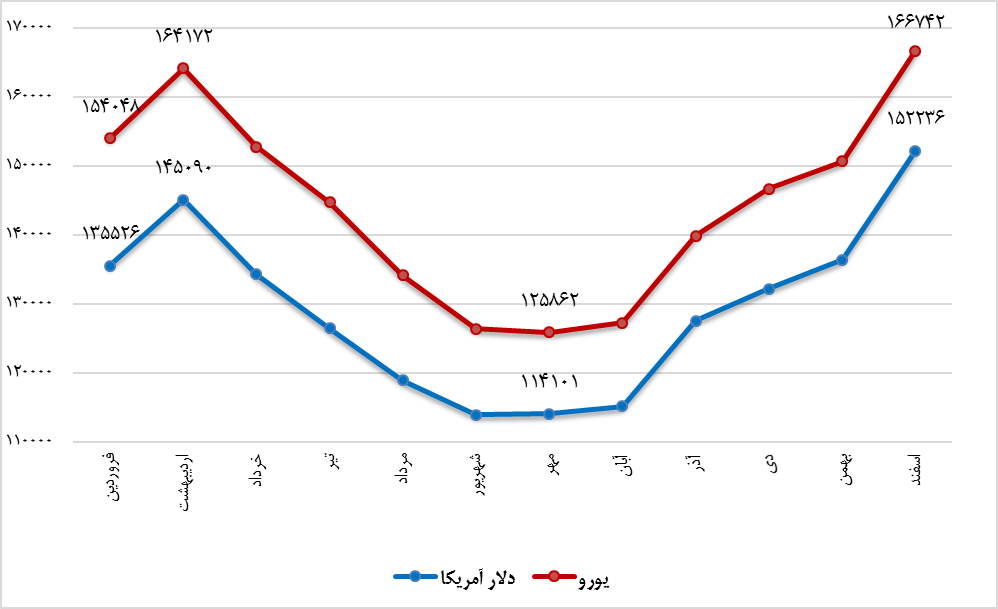 ۱۷۰۰۰۰
۱۶۰۰۰۰
۱۵۰۰۰۰
۱۴۰۰۰۰
۱۳۰۰۰۰
۱۲۰۰۰۰
۱۱۰۰۰۰
۱۵۴۰۴۸
۱۶۴۱۷۲
۱۲۵۸۶۲
۱۶۶۷۴۲
۱۳۵۵۲۶
۱۴۵۰۹۰
۱۱۴۱۰۱
۱۵۲۲۳۶
فروردین
اردیبهشت
خرداد
تیر
مرداد
شهریور
مهر
آبان
آذر
دی
بهمن
اسفند
دلار آمریکا
یورو